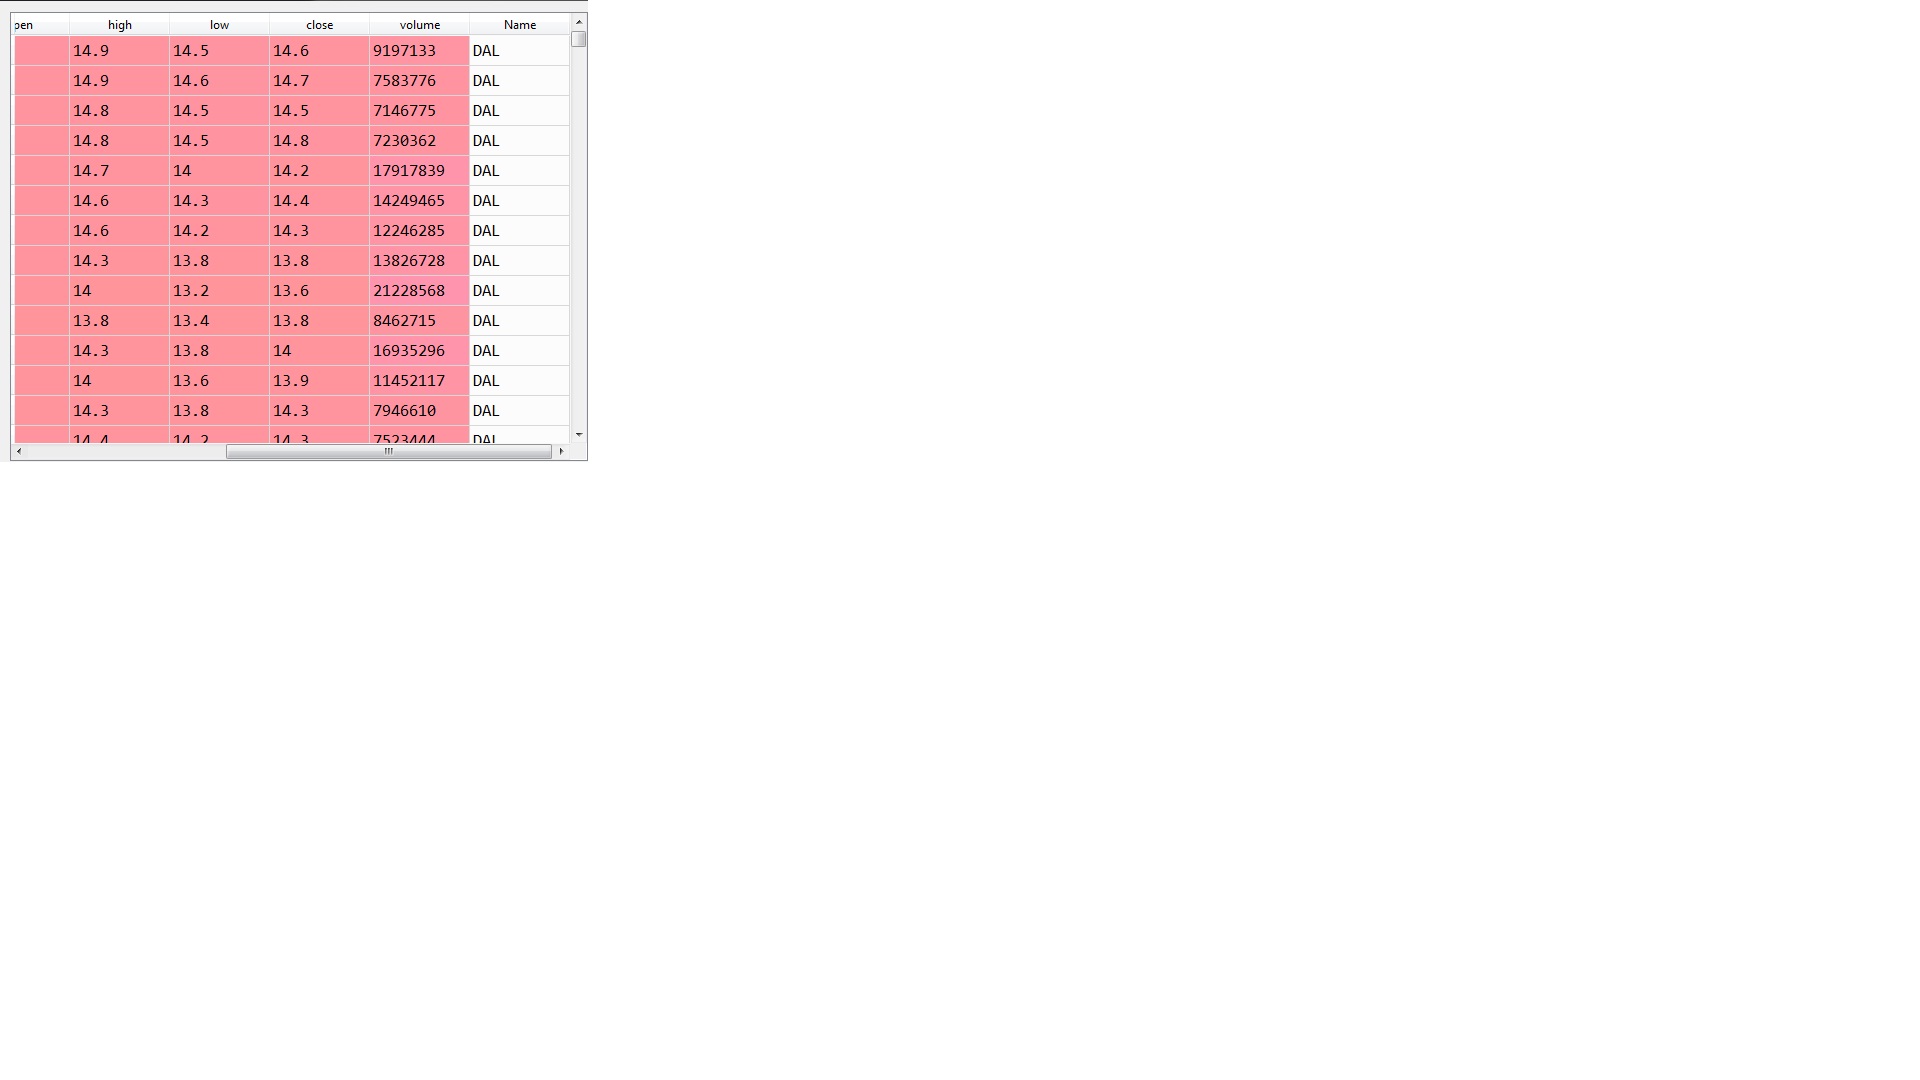 pen high low close volume Name
14.9 14.5 14.6 9197133 DAL
14.9 14.6 14.7 7583776 DAL
14.8 14.5 14.5 7146775 DAL
14.8 14.5 14.8 7230362 DAL
14.7 14 14.2 17917839 DAL
14.6 14.3 14.4 14249465 DAL
14.6 14.2 14.3 12246285 DAL
14.3 13.8 13.8 13826728 DAL
14 13.2 13.6 21228568 DAL
13.8 13.4 13.8 8462715 DAL
14.3 13.8 14 16935296 DAL
14 13.6 13.9 11452117 DAL
14.3 13.8 14.3 7946610 DAL
14.4 14.2 14.3 7523444 DAL